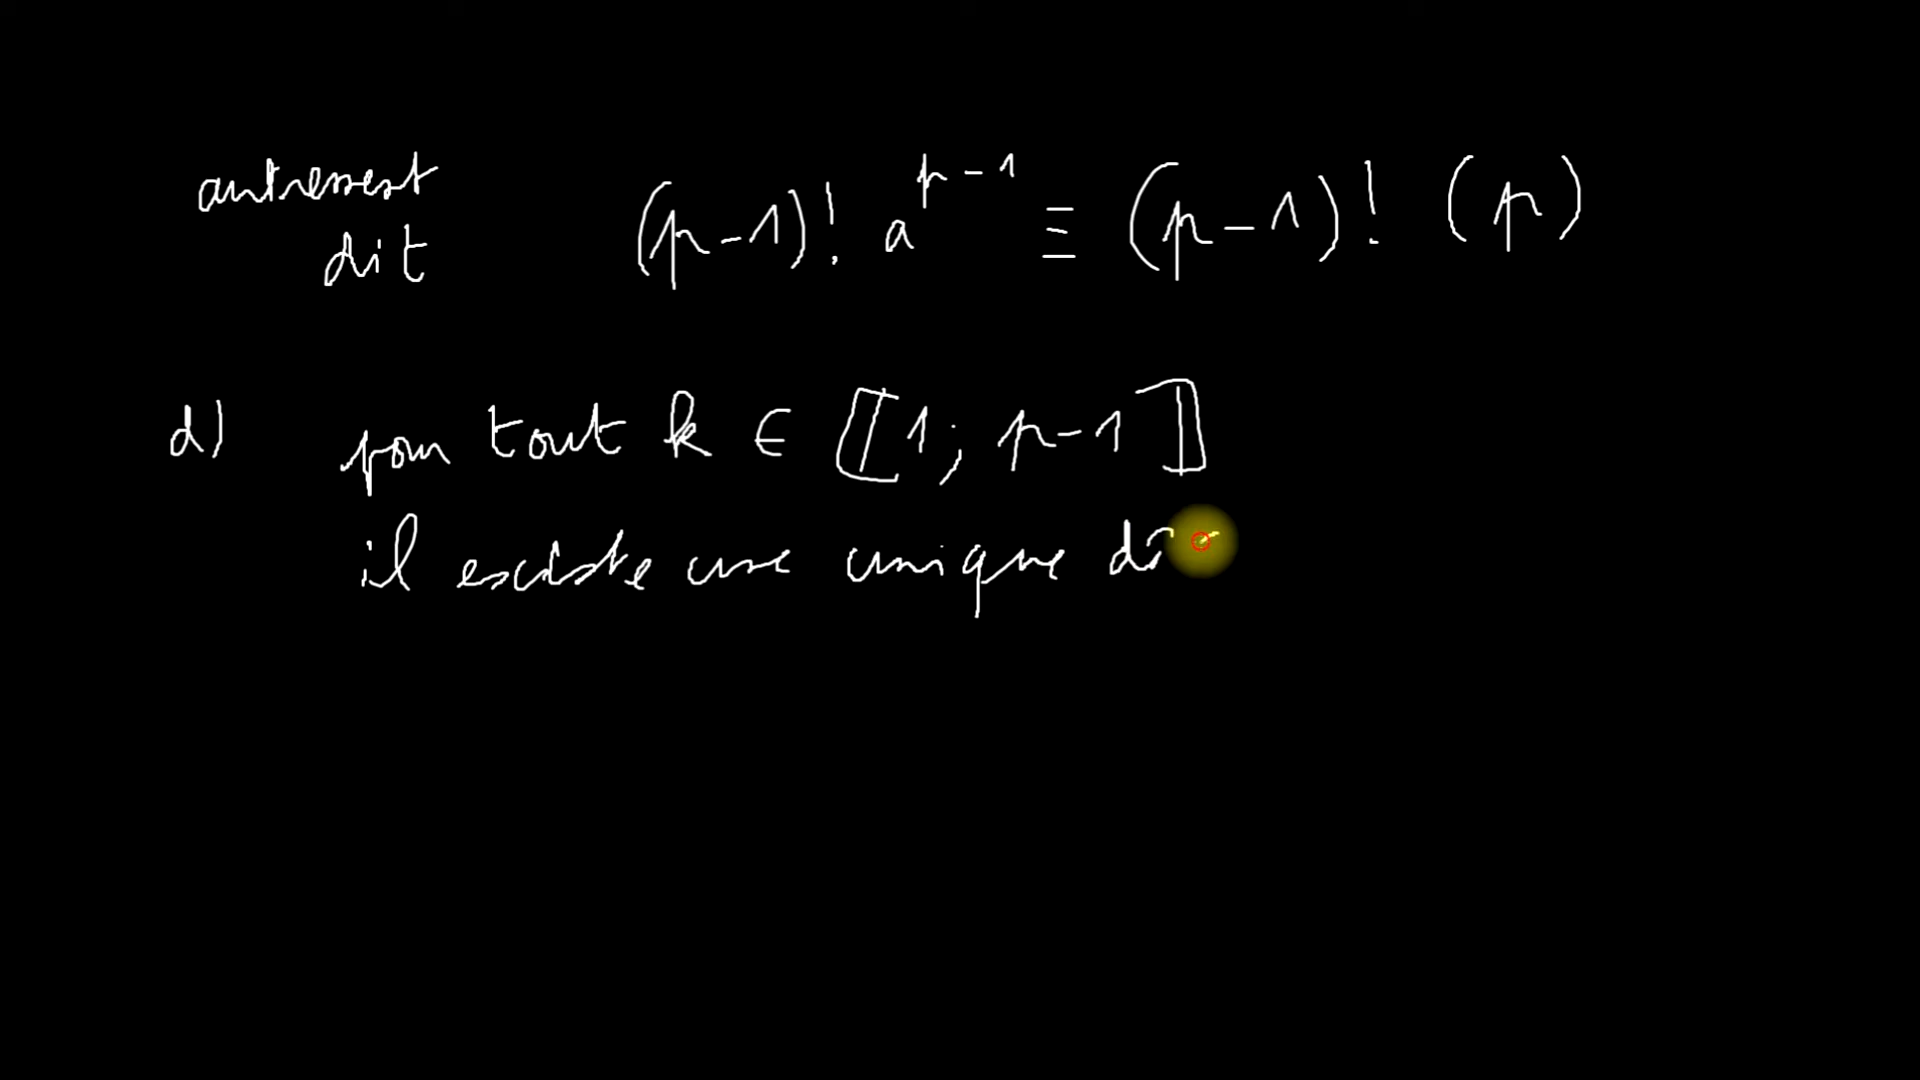 autrement (p-1)! a^{p-1} ≡ (p-1)! (p)
dit
d) pour tout k ∈ ⟦1; p-1⟧
il existe une unique